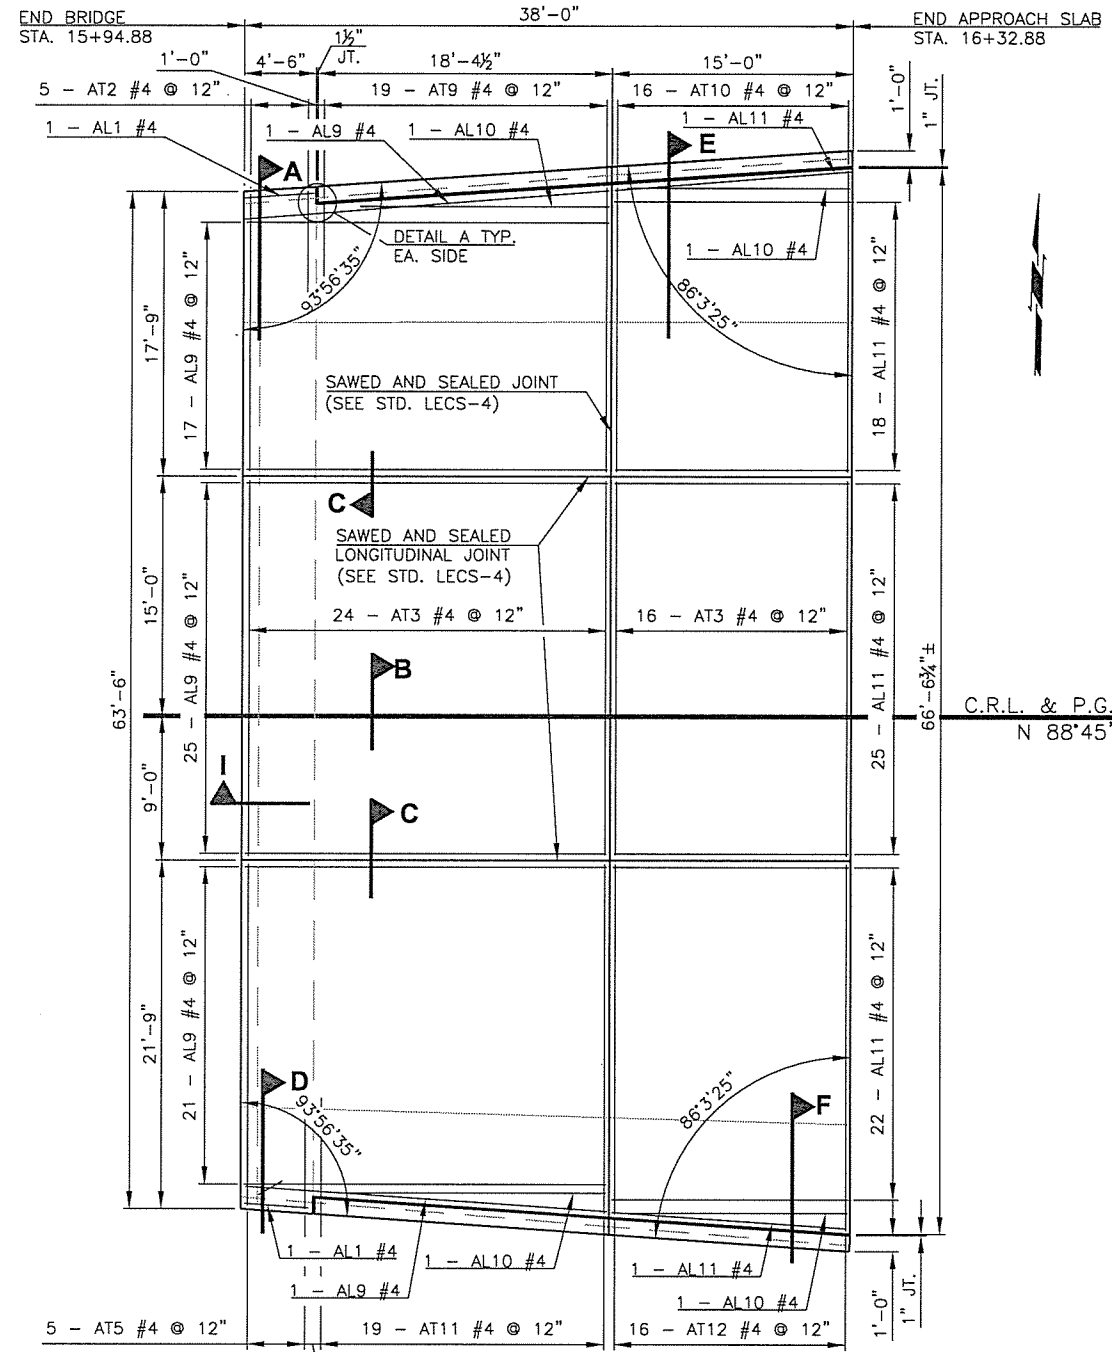 END BRIDGE
STA. 15+94.88
38'-0"
END APPROACH SLAB
STA. 16+32.88
1½"
JT.
1'-0"
4'-6"
18'-4½"
15'-0"
5 - AT2 #4 @ 12"
19 - AT9 #4 @ 12"
16 - AT10 #4 @ 12"
1'-0"
1" JT.
1 - AL1 #4
1 - AL9 #4
1 - AL10 #4
1 - AL11 #4
A
E
DETAIL A TYP.
EA. SIDE
1 - AL10 #4
93°56'35"
86°3'25"
17'-9"
17 - AL9 #4 @ 12"
18 - AL11 #4 @ 12"
SAWED AND SEALED JOINT
(SEE STD. LECS-4)
C
SAWED AND SEALED
LONGITUDINAL JOINT
(SEE STD. LECS-4)
15'-0"
25 - AL9 #4 @ 12"
24 - AT3 #4 @ 12"
16 - AT3 #4 @ 12"
25 - AL11 #4 @ 12"
63'-6"
66'-6¾"±
B
C.R.L. & P.G.
N 88°45'
9'-0"
I
C
21'-9"
21 - AL9 #4 @ 12"
22 - AL11 #4 @ 12"
D
93°56'35"
86°3'25"
F
1 - AL1 #4
1 - AL10 #4
1 - AL11 #4
1 - AL9 #4
1 - AL10 #4
1'-0"
1" JT.
5 - AT5 #4 @ 12"
19 - AT11 #4 @ 12"
16 - AT12 #4 @ 12"